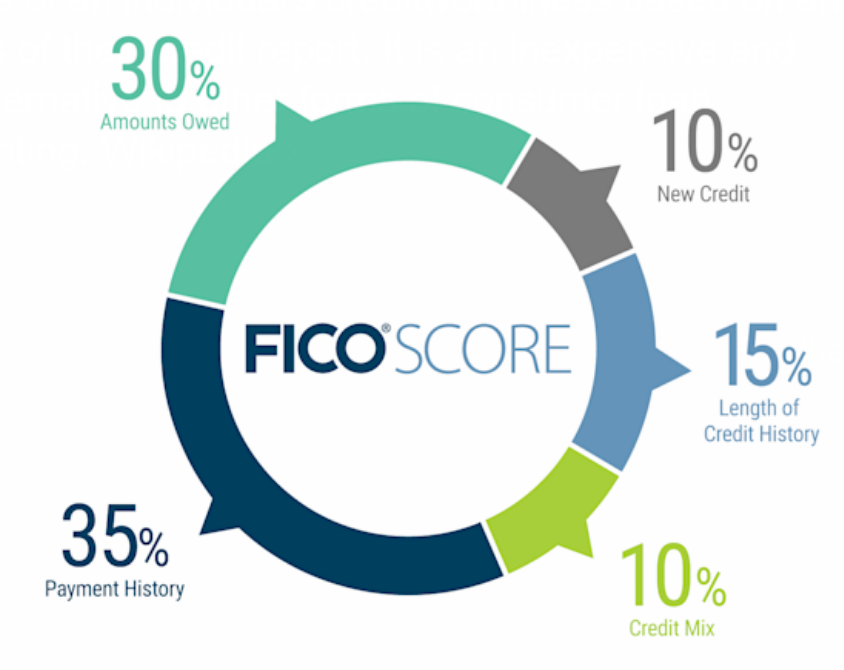 30%
Amounts Owed
10%
New Credit
FICO® SCORE
15%
Length of
Credit History
35%
Payment History
10%
Credit Mix